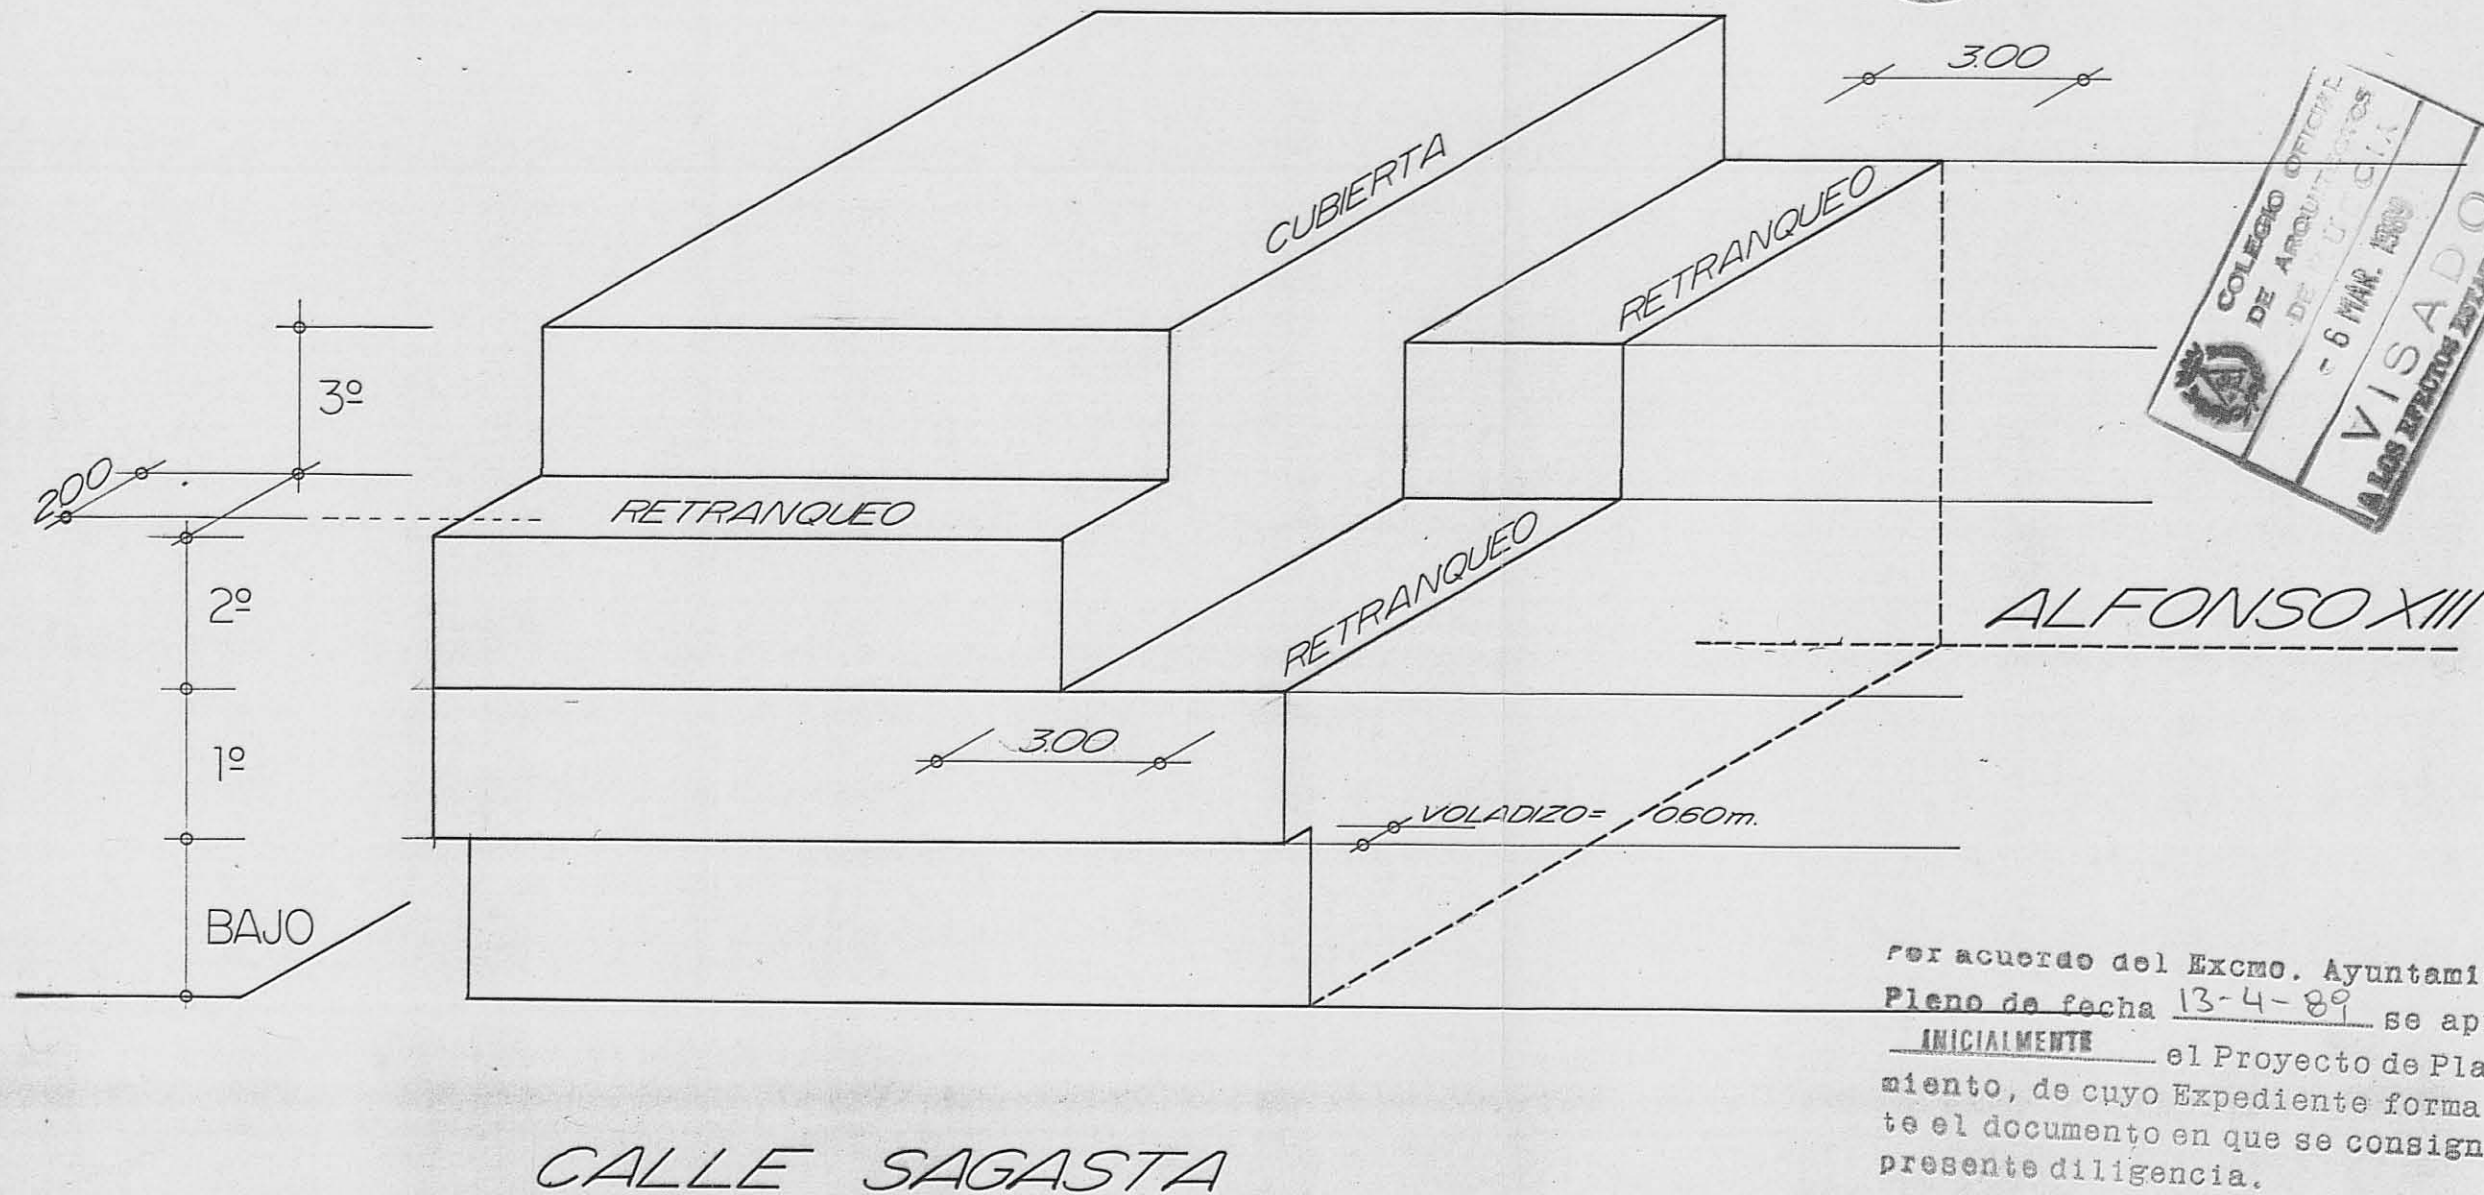 3.00
COLEGIO OFICIAL
DE ARQUITECTOS
- 6 MAR. 1989
VISADO
A LOS EFECTOS
CUBIERTA
RETRANQUEO
3º
2.00
RETRANQUEO
RETRANQUEO
2º
ALFONSO XIII
1º
3.00
VOLADIZO= 0.60m.
BAJO
Por acuerdo del Excmo. Ayuntami
Pleno de fecha 13-4-89 se ap
INICIALMENTE el Proyecto de Pla
miento, de cuyo Expediente forma
te el documento en que se consign
presente diligencia.
CALLE SAGASTA